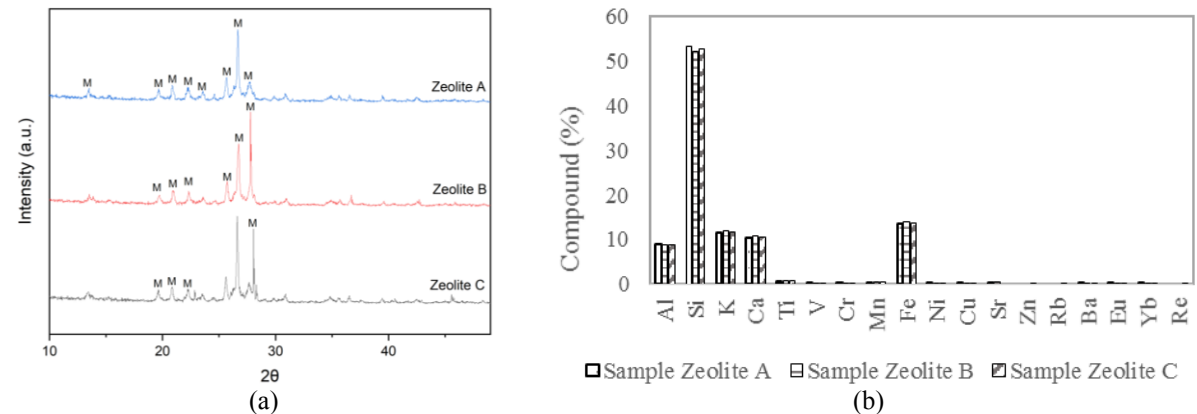 M
M M M M M M M
Zeolite A
M
M
M M M M
Zeolite B
M
M M M
Zeolite C
Intensity (a.u.)
10 20 30 40
2θ
(a)
60
50
40
30
20
10
0
Compound (%)
Al Si K Ca Ti V Cr Mn Fe Ni Cu Sr Zn Rb Ba Eu Yb Re
Sample Zeolite A Sample Zeolite B Sample Zeolite C
(b)